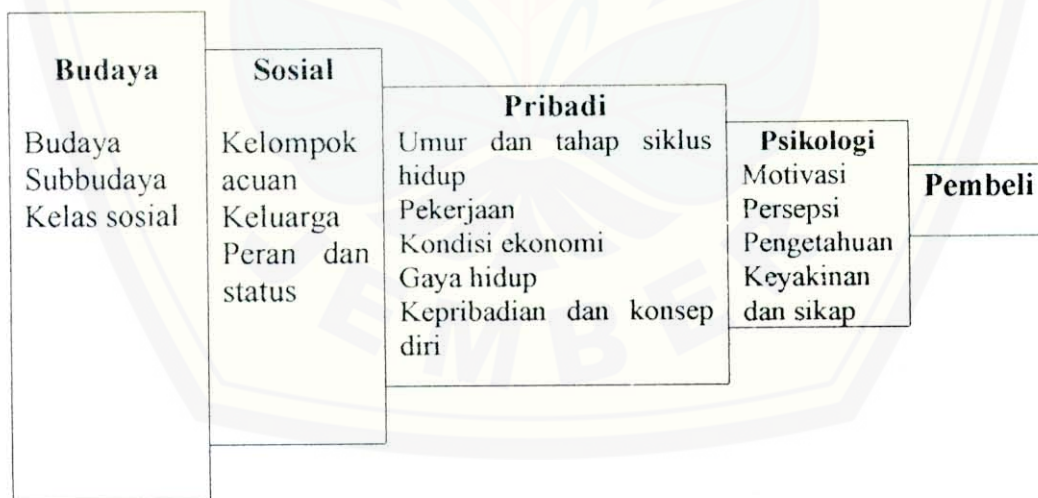 Budaya
Budaya
Subbudaya
Kelas sosial
Sosial
Kelompok
acuan
Keluarga
Peran dan
status
Pribadi
Umur dan tahap siklus
hidup
Pekerjaan
Kondisi ekonomi
Gaya hidup
Kepribadian dan konsep
diri
Psikologi
Motivasi
Persepsi
Pengetahuan
Keyakinan
dan sikap
Pembeli